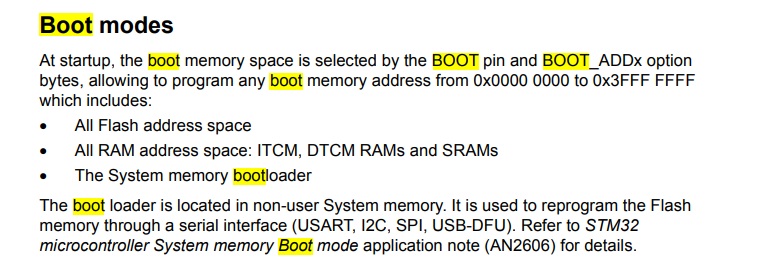 Boot modes
At startup, the boot memory space is selected by the BOOT pin and BOOT_ADDx option
bytes, allowing to program any boot memory address from 0x0000 0000 to 0x3FFF FFFF
which includes:
• All Flash address space
• All RAM address space: ITCM, DTCM RAMs and SRAMs
• The System memory bootloader
The boot loader is located in non-user System memory. It is used to reprogram the Flash
memory through a serial interface (USART, I2C, SPI, USB-DFU). Refer to STM32
microcontroller System memory Boot mode application note (AN2606) for details.